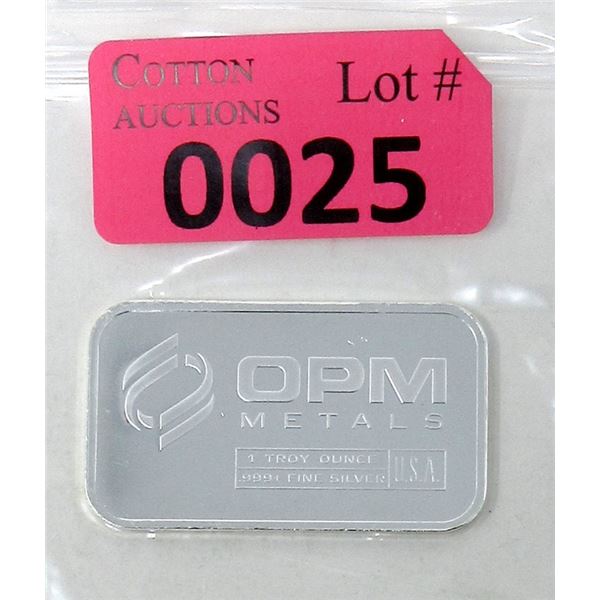 COTTON
AUCTIONS
Lot #
0025
OPM
METALS
1 TROY OUNCE
.999+ FINE SILVER
U.S.A.